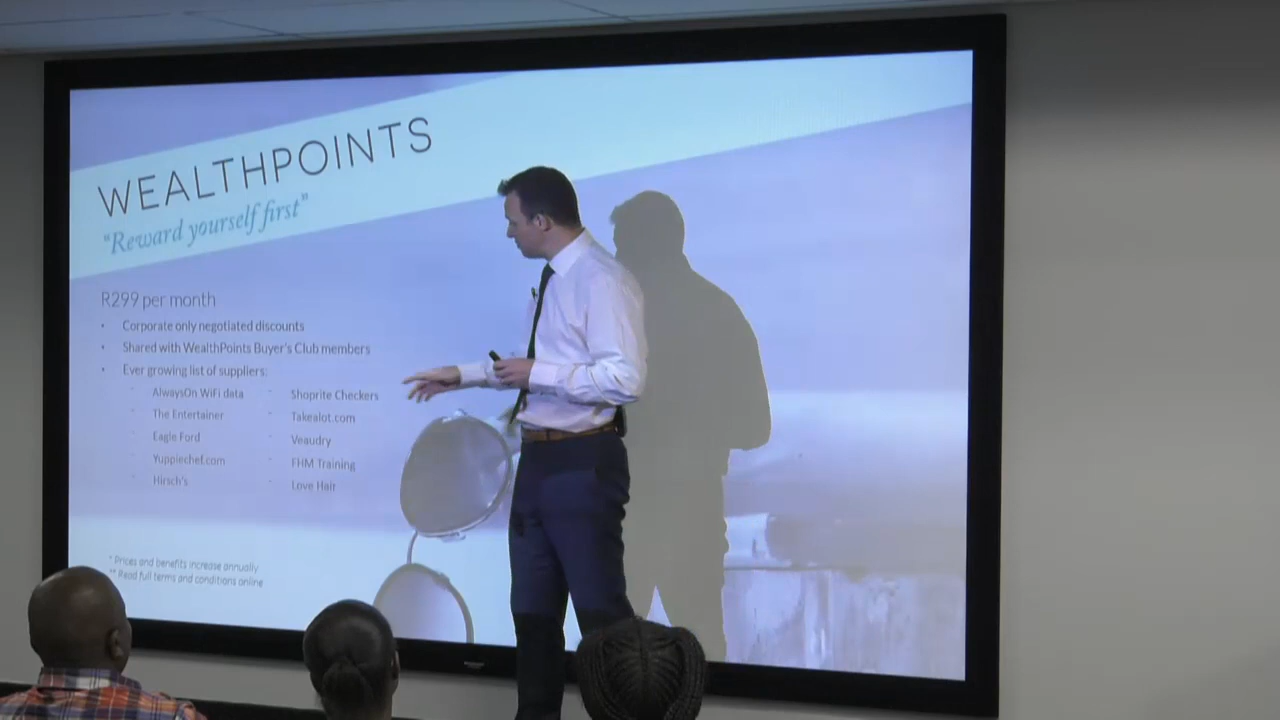 WEALTHPOINTS
"Reward yourself first"
R299 per month
• Corporate only negotiated discounts
• Shared with WealthPoints Buyer's Club members
• Ever growing list of suppliers:
- AlwaysOn WiFi data
- The Entertainer
- Eagle Ford
- Yuppiechef.com
- Hirsch's
- Shoprite Checkers
- Takealot.com
- Veaudry
- FHM Training
- Love Hair
* Prices and benefits increase annually
** Read full terms and conditions online